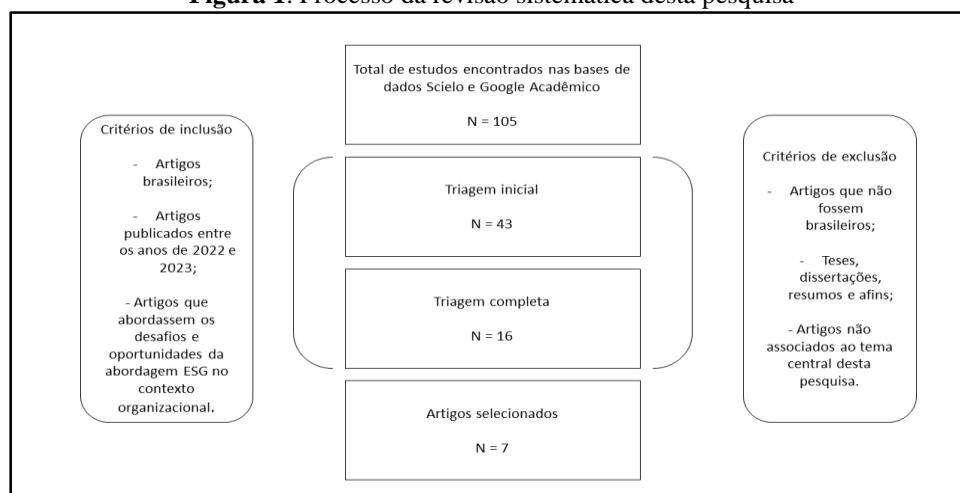 Figura 1. Processo da revisão sistemática desta pesquisa
Total de estudos encontrados nas bases de
dados Scielo e Google Acadêmico
N = 105
Critérios de inclusão
- Artigos
brasileiros;
- Artigos
publicados entre
os anos de 2022 e
2023;
- Artigos que
abordassem os
desafios e
oportunidades da
abordagem ESG no
contexto
organizacional.
Triagem inicial
N = 43
Triagem completa
N = 16
Artigos selecionados
N = 7
Critérios de exclusão
- Artigos que não
fossem
brasileiros;
- Teses,
dissertações,
resumos e afins;
- Artigos não
associados ao tema
central desta
pesquisa.